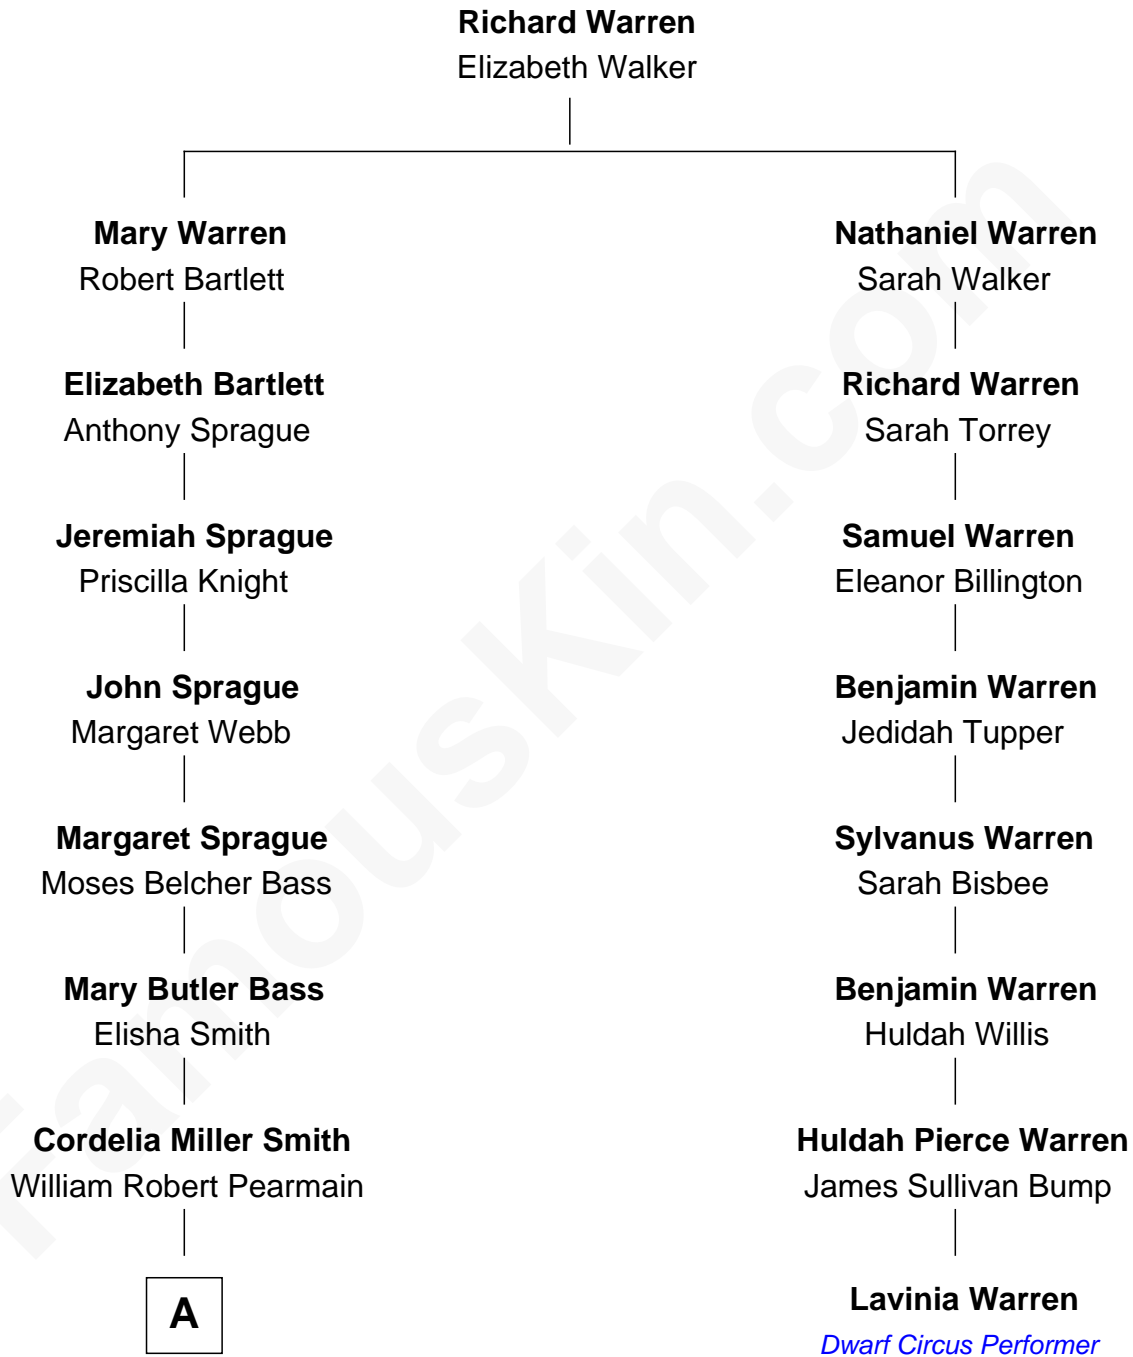 Richard Warren
Elizabeth Walker
Mary Warren
Robert Bartlett
Nathaniel Warren
Sarah Walker
Elizabeth Bartlett
Anthony Sprague
Richard Warren
Sarah Torrey
Jeremiah Sprague
Priscilla Knight
Samuel Warren
Eleanor Billington
John Sprague
Margaret Webb
Benjamin Warren
Jedidah Tupper
Margaret Sprague
Moses Belcher Bass
Sylvanus Warren
Sarah Bisbee
Mary Butler Bass
Elisha Smith
Benjamin Warren
Huldah Willis
Cordelia Miller Smith
William Robert Pearmain
Huldah Pierce Warren
James Sullivan Bump
A
Lavinia Warren
Dwarf Circus Performer
FamousKin.com